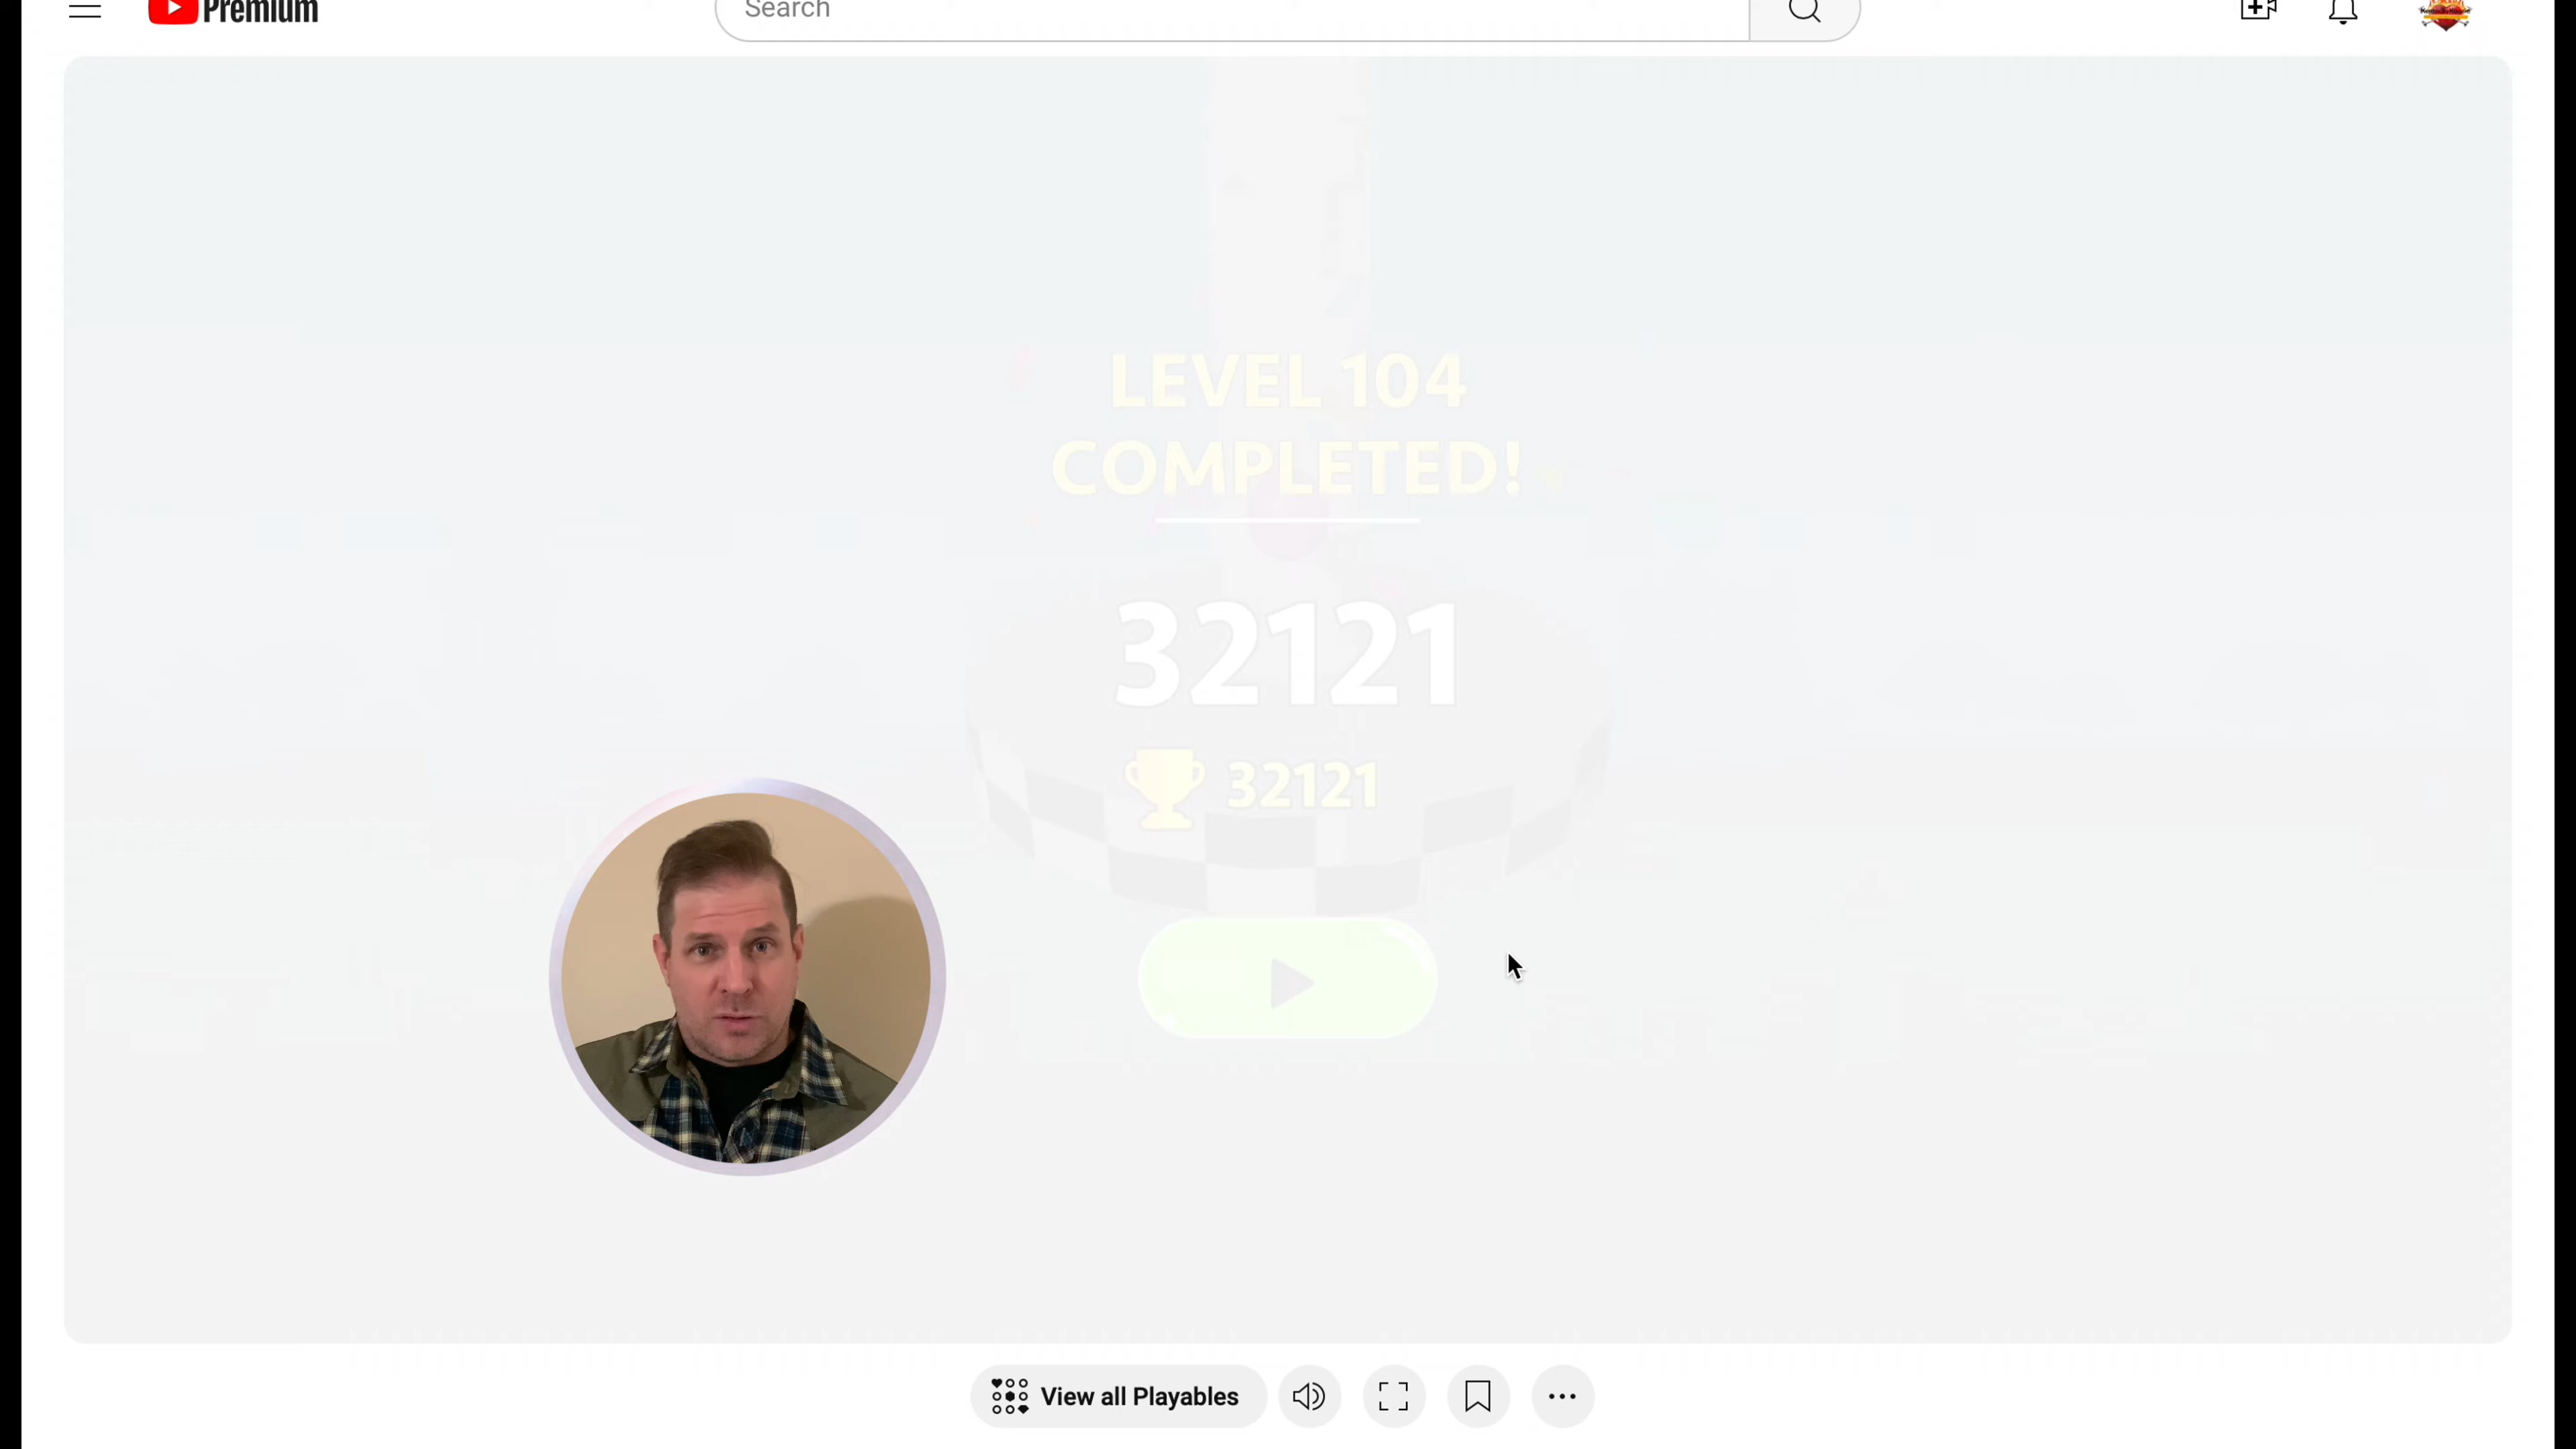 Premium
Search
LEVEL 104
COMPLETED!
32121
32121
View all Playables